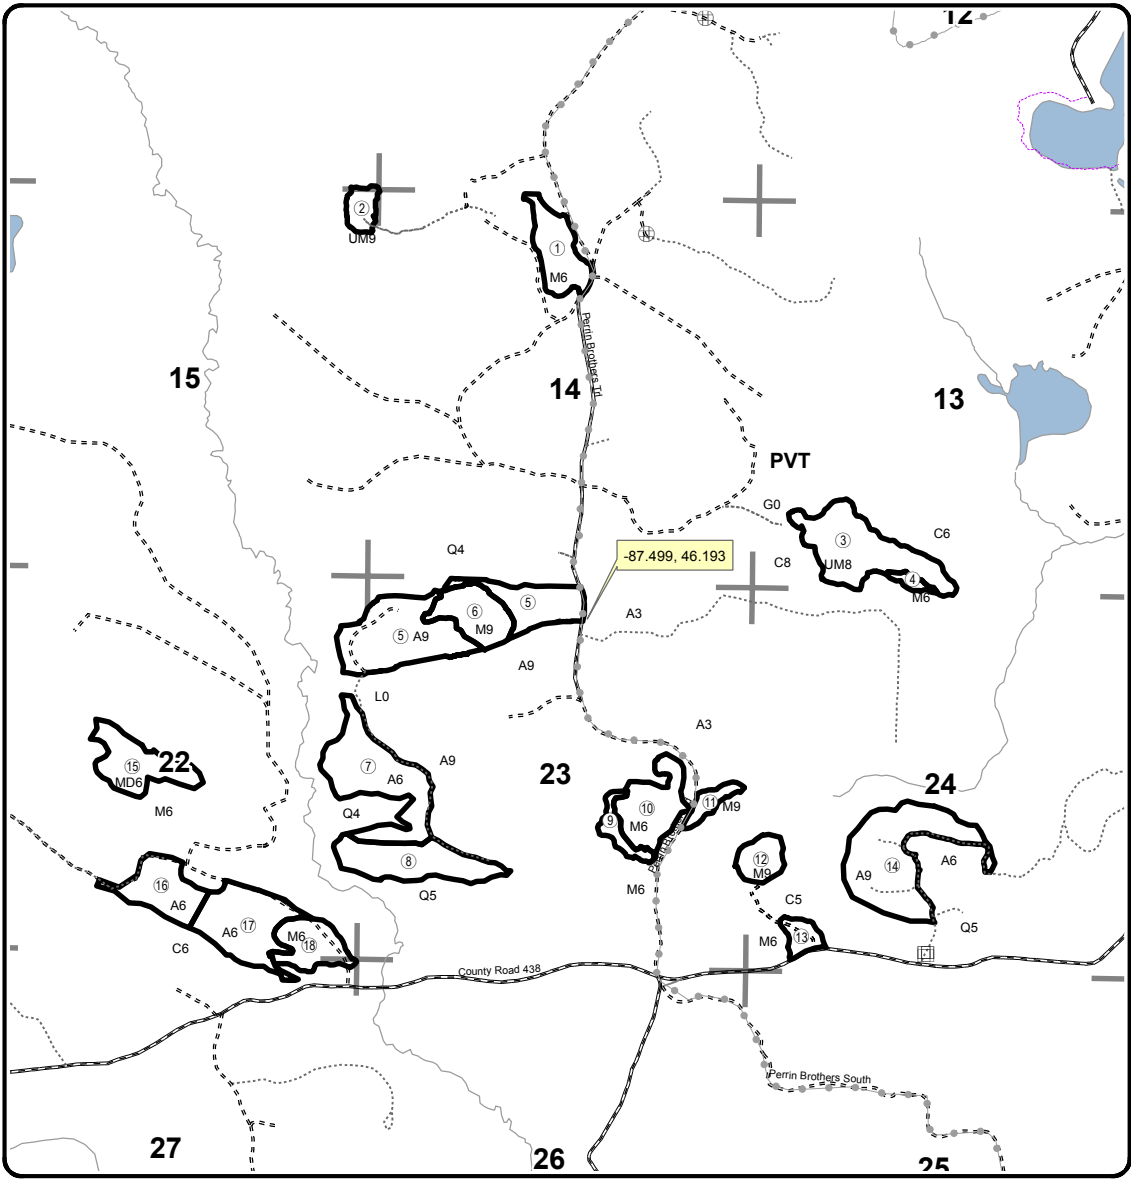 12
2
UM9
1
M6
Perrin Brothers Trl
15
14
13
PVT
G0
3
C6
Q4
-87.499, 46.193
C8
UM8
4
M6
5
6
M9
5
A9
A3
A9
L0
A3
22
15
MD6
M6
7
A6
A9
23
24
Q4
9
10
M6
11
M9
8
Q5
M6
12
M9
14
A9
A6
16
A6
C5
17
A6
M6
18
C6
M6
13
Q5
County Road 438
Perrin Brothers South
27
26
25